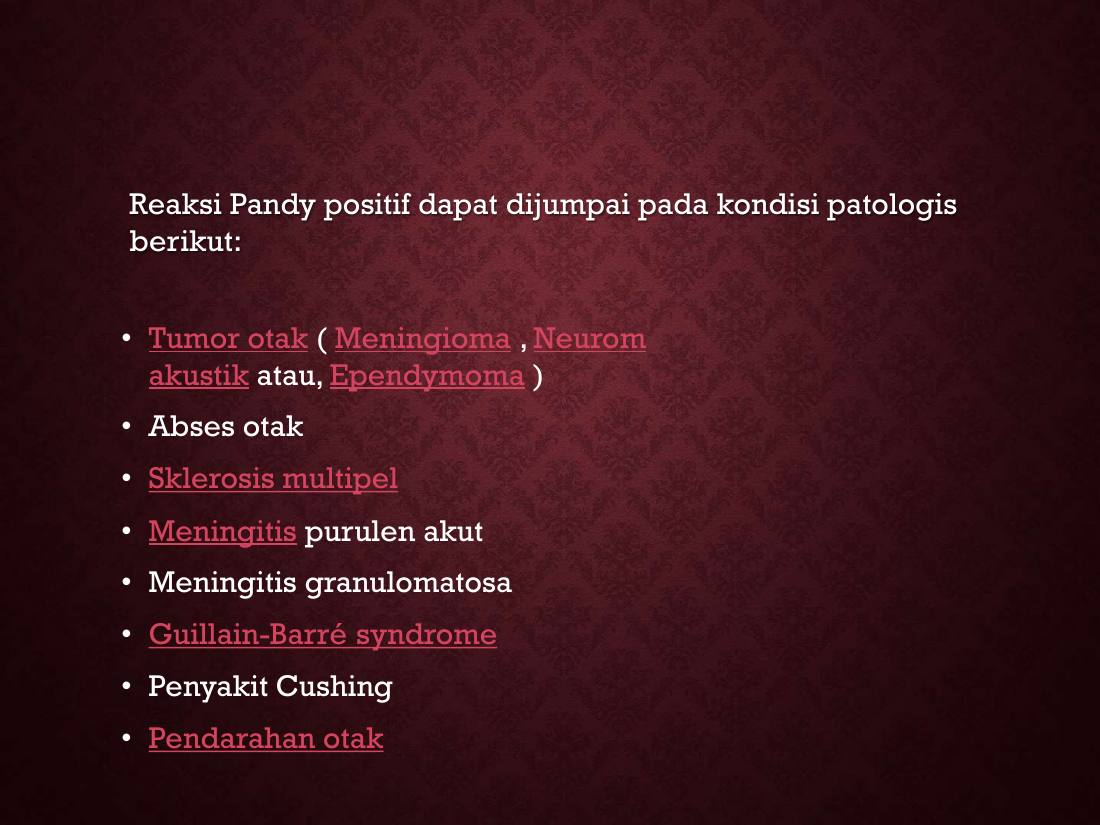 Reaksi Pandy positif dapat dijumpai pada kondisi patologis
berikut:
• Tumor otak ( Meningioma , Neurom
akustik atau, Ependymoma )
• Abses otak
• Sklerosis multipel
• Meningitis purulen akut
• Meningitis granulomatosa
• Guillain-Barré syndrome
• Penyakit Cushing
• Pendarahan otak